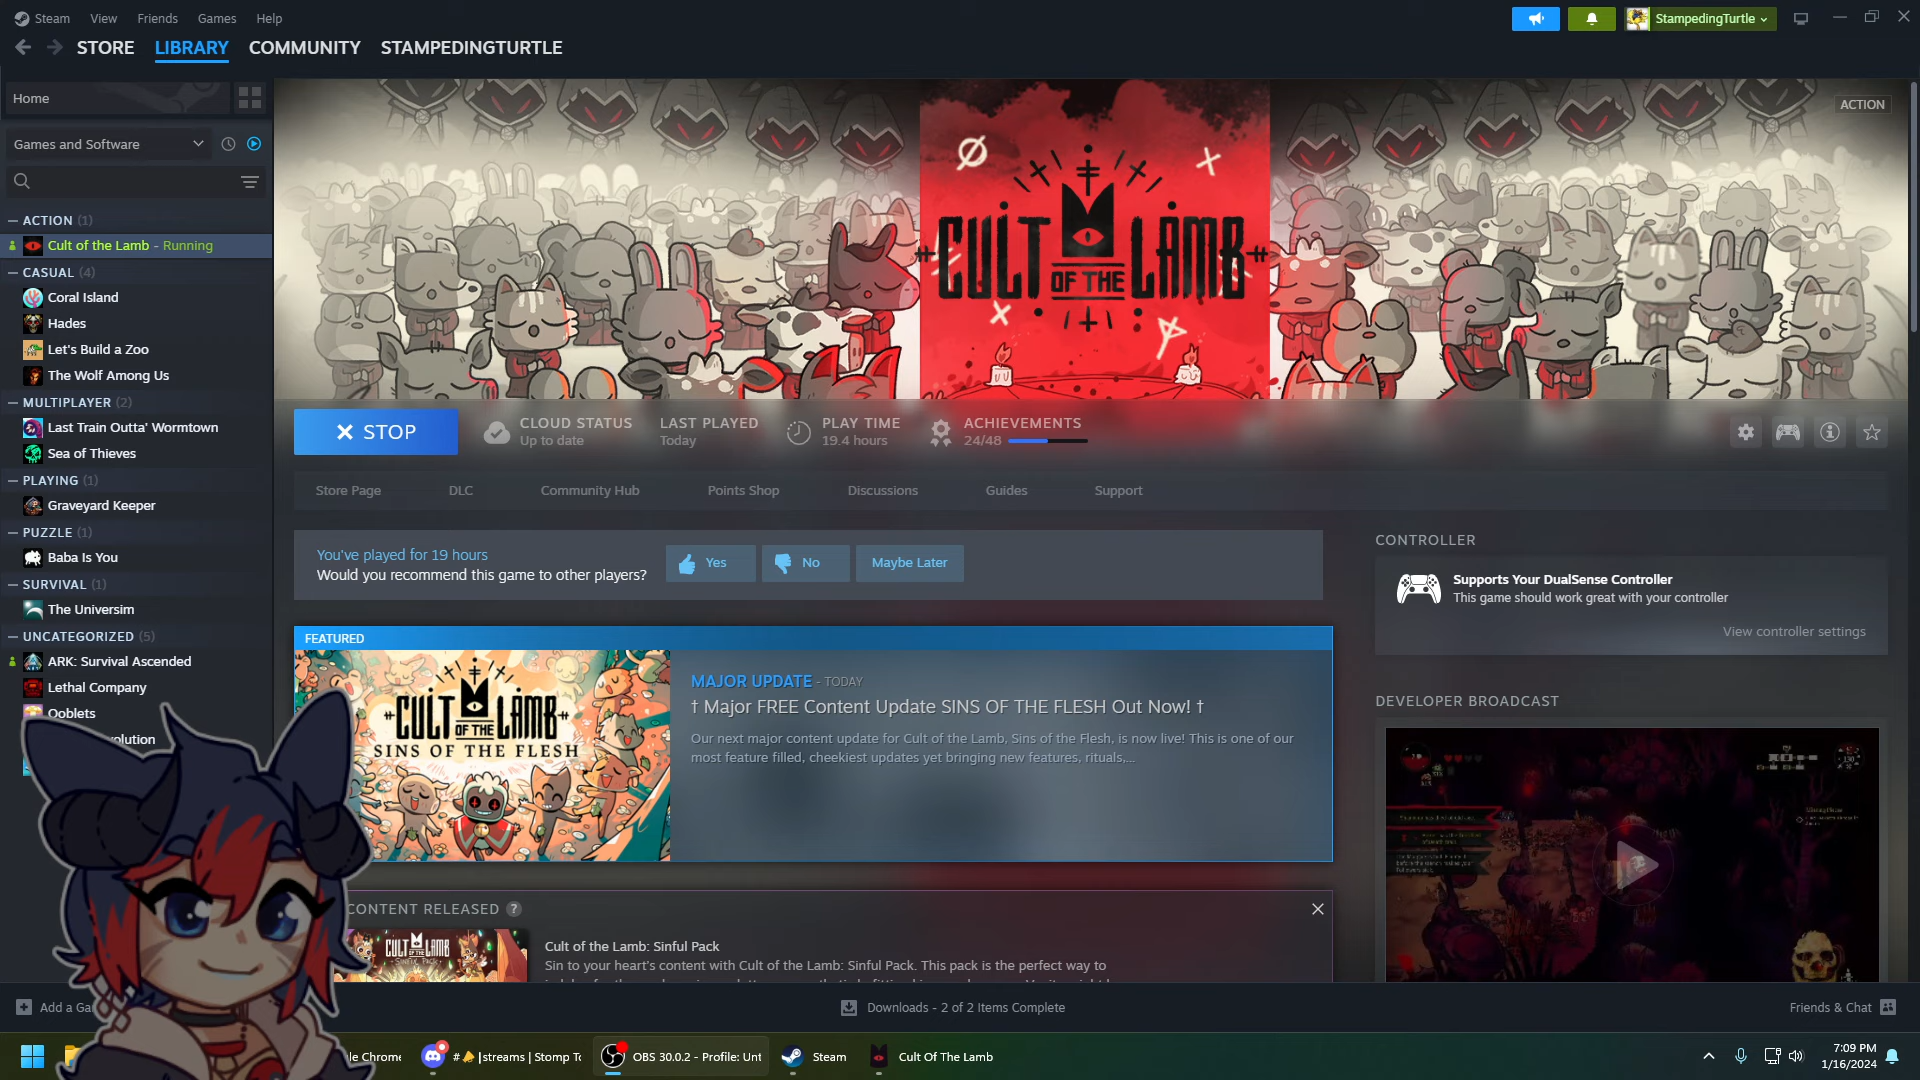 Steam View Friends Games Help
StampedingTurtle
STORE LIBRARY COMMUNITY STAMPEDINGTURTLE
Home
Games and Software
ACTION (1)
Cult of the Lamb - Running
CASUAL (4)
Coral Island
Hades
Let's Build a Zoo
The Wolf Among Us
MULTIPLAYER (2)
Last Train Outta' Wormtown
Sea of Thieves
PLAYING (1)
Graveyard Keeper
PUZZLE (1)
Baba Is You
SURVIVAL (1)
The Universim
UNCATEGORIZED (5)
ARK: Survival Ascended
Lethal Company
Ooblets
olution
Add a Ga
ACTION
CULT OF THE LAMB
STOP
CLOUD STATUS
Up to date
LAST PLAYED
Today
PLAY TIME
19.4 hours
ACHIEVEMENTS
24/48
Store Page DLC Community Hub Points Shop Discussions Guides Support
You've played for 19 hours
Would you recommend this game to other players?
Yes No Maybe Later
FEATURED
CULT OF THE LAMB
SINS OF THE FLESH
MAJOR UPDATE - TODAY
† Major FREE Content Update SINS OF THE FLESH Out Now! †
Our next major content update for Cult of the Lamb, Sins of the Flesh, is now live! This is one of our
most feature filled, cheekiest updates yet bringing new features, rituals,...
CONTENT RELEASED ?
CULT OF THE LAMB
SINFUL PACK
Cult of the Lamb: Sinful Pack
Sin to your heart's content with Cult of the Lamb: Sinful Pack. This pack is the perfect way to
CONTROLLER
Supports Your DualSense Controller
This game should work great with your controller
View controller settings
DEVELOPER BROADCAST
Downloads - 2 of 2 Items Complete
Friends & Chat
le Chrome
# |streams | Stomp To
OBS 30.0.2 - Profile: Unt
Steam
Cult Of The Lamb
7:09 PM
1/16/2024